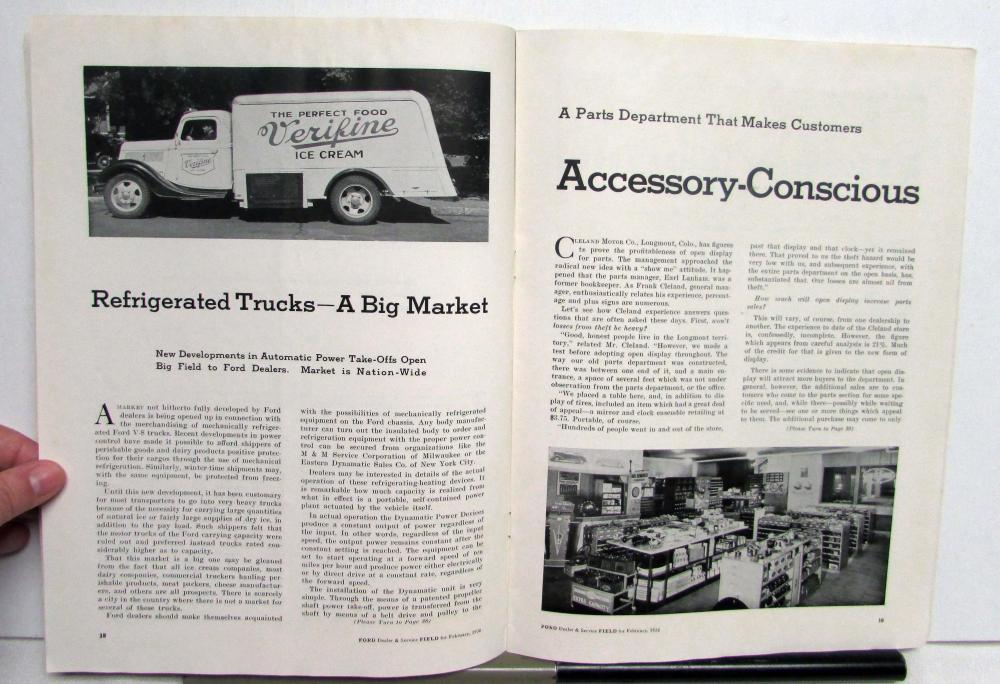 THE PERFECT FOOD
Verifine
ICE CREAM
Verifine
Refrigerated Trucks—A Big Market
New Developments in Automatic Power Take-Offs Open
Big Field to Ford Dealers. Market is Nation-Wide
A MARKET not hitherto fully developed by Ford
dealers is being opened up in connection with
the merchandising of mechanically refriger-
ated Ford V-8 trucks. Recent developments in power
control have made it possible to afford shippers of
perishable goods and dairy products positive protec-
tion for their cargos through the use of mechanical
refrigeration. Similarly, winter-time shipments may,
with the same equipment, be protected from freez-
ing.
Until this new development, it has been customary
for most transporters to go into very heavy trucks
because of the necessity for carrying large quantities
of natural ice or fairly large supplies of dry ice, in
addition to the pay load. Such shippers felt that
the motor trucks of the Ford carrying capacity were
ruled out and preferred instead trucks rated con-
siderably higher as to capacity.
That this market is a big one may be gleaned
from the fact that all ice cream companies, most
dairy companies, commercial truckers hauling per-
ishable products, meat packers, cheese manufactur-
ers, and others are all prospects. There is scarcely
a city in the country where there is not a market for
several of these trucks.
Ford dealers should make themselves acquainted
with the possibilities of mechanically refrigerated
equipment on the Ford chassis. Any body manufac-
turer can turn out the insulated body to order and
refrigeration equipment with the proper power con-
trol can be secured from organizations like the
M & M Service Corporation of Milwaukee or the
Eastern Dynamatic Sales Co. of New York City.
Dealers may be interested in details of the actual
operation of these refrigerating-heating devices. It
is remarkable how much capacity is realized from
what in effect is a portable, self-contained power
plant actuated by the vehicle itself.
In actual operation the Dynamatic Power Devices
produce a constant output of power regardless of
the input. In other words, regardless of the input
speed, the output power remains constant after the
constant setting is reached. The equipment can be
set to start operating at a forward speed of ten
miles per hour and produce power either electrically
or by direct drive at a constant rate, regardless of
the forward speed.
The installation of the Dynamatic unit is very
simple. Through the means of a patented propeller
shaft power take-off, power is transferred from the
shaft by means of a belt drive and pulley to the
(Please Turn to Page 36)
18
FORD Dealer & Service FIELD for February, 1936
A Parts Department That Makes Customers
Accessory-Conscious
CLELAND MOTOR Co., Longmont, Colo., has figures
to prove the profitableness of open display
for parts. The management approached the
radical new idea with a "show me" attitude. It hap-
pened that the parts manager, Earl Lanham, was a
former bookkeeper. As Frank Cleland, general man-
ager, enthusiastically relates his experience, percent-
age and plus signs are numerous.
Let's see how Cleland experience answers ques-
tions that are often asked these days. First, won't
losses from theft be heavy?
"Good, honest people live in the Longmont terri-
tory," related Mr. Cleland. "However, we made a
test before adopting open display throughout. The
way our old parts department was constructed,
there was between one end of it, and a main en-
trance, a space of several feet which was not under
observation from the parts department, or the office.
"We placed a table here, and, in addition to dis-
play of tires, included an item which had a great deal
of appeal—a mirror and clock ensemble retailing at
$3.75. Portable, of course.
"Hundreds of people went in and out of the store,
past that display and that clock—yet it remained
there. That proved to us the theft hazard would be
very low with us, and subsequent experience, with
the entire parts department on the open basis, has
substantiated that. Our losses are almost nil from
theft."
How much will open display increase parts
sales?
This will vary, of course, from one dealership to
another. The experience to date of the Cleland store
is, confessedly, incomplete. However, the figure
which appears from careful analysis is 21%. Much
of the credit for that is given to the new form of
display.
There is some evidence to indicate that open dis-
play will attract more buyers to the department. In
general, however, the additional sales are to cus-
tomers who come to the parts section for some spe-
cific need, and, while there—possibly while waiting
to be served—see one or more things which appeal
to them. The additional purchase may come only
(Please Turn to Page 39)
EXTRA CAPACITY
FORD Dealer & Service FIELD for February, 1936
19